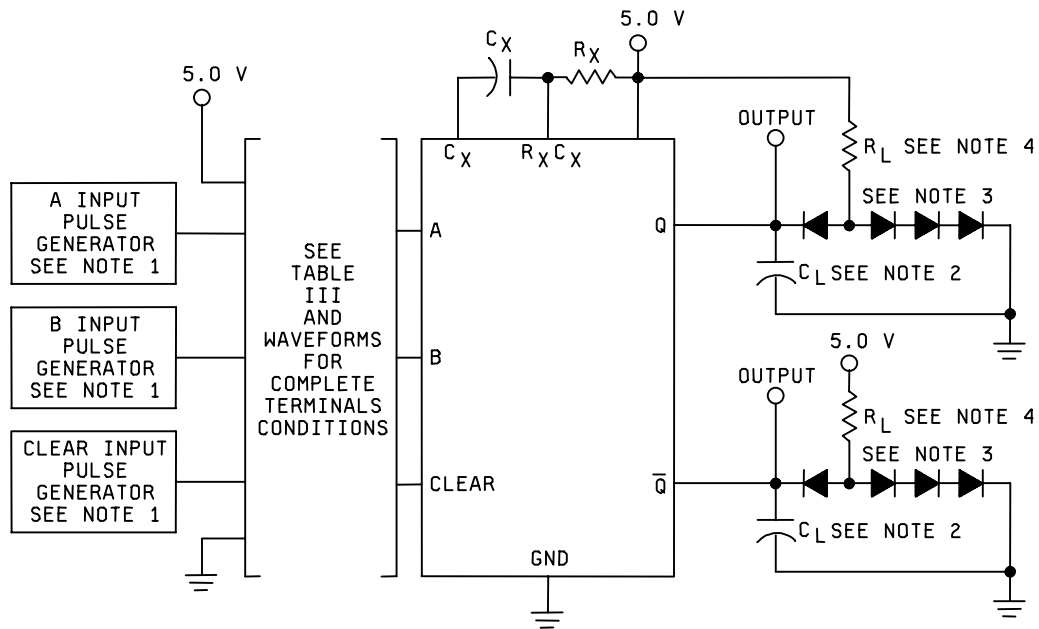 5.0 V
C X
R X
5.0 V
A INPUT
PULSE
GENERATOR
SEE NOTE 1
B INPUT
PULSE
GENERATOR
SEE NOTE 1
CLEAR INPUT
PULSE
GENERATOR
SEE NOTE 1
SEE
TABLE
III
AND
WAVEFORMS
FOR
COMPLETE
TERMINALS
CONDITIONS
C X
R X C X
A
B
CLEAR
GND
Q
Q̅
OUTPUT
R L SEE NOTE 4
SEE NOTE 3
C L SEE NOTE 2
5.0 V
OUTPUT
R L SEE NOTE 4
SEE NOTE 3
C L SEE NOTE 2